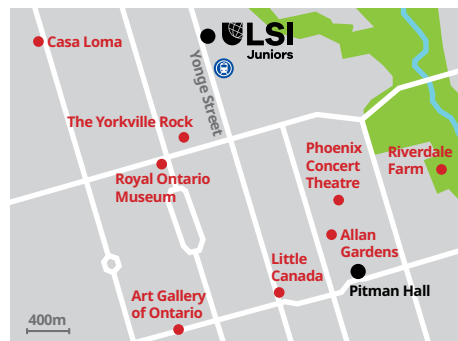 Casa Loma
LSI
Juniors
Yonge Street
The Yorkville Rock
Royal Ontario
Museum
Phoenix
Concert
Theatre
Riverdale
Farm
Allan
Gardens
Little
Canada
Pitman Hall
Art Gallery
of Ontario
400m